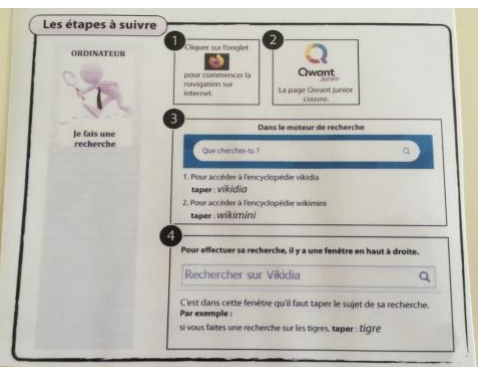 Les étapes à suivre
ORDINATEUR
Je fais une
recherche
1
Cliquer sur l'onglet
pour commencer la
navigation sur
internet.
2
Qwant
Junior
La page Qwant junior
s'ouvre.
3
Dans le moteur de recherche
Que cherches-tu ?
1. Pour accéder à l'encyclopédie vikidia
taper : vikidia
2. Pour accéder à l'encyclopédie wikimini
taper : wikimini
4
Pour effectuer sa recherche, il y a une fenêtre en haut à droite.
Rechercher sur Vikidia
C'est dans cette fenêtre qu'il faut taper le sujet de sa recherche.
Par exemple :
si vous faites une recherche sur les tigres, taper : tigre